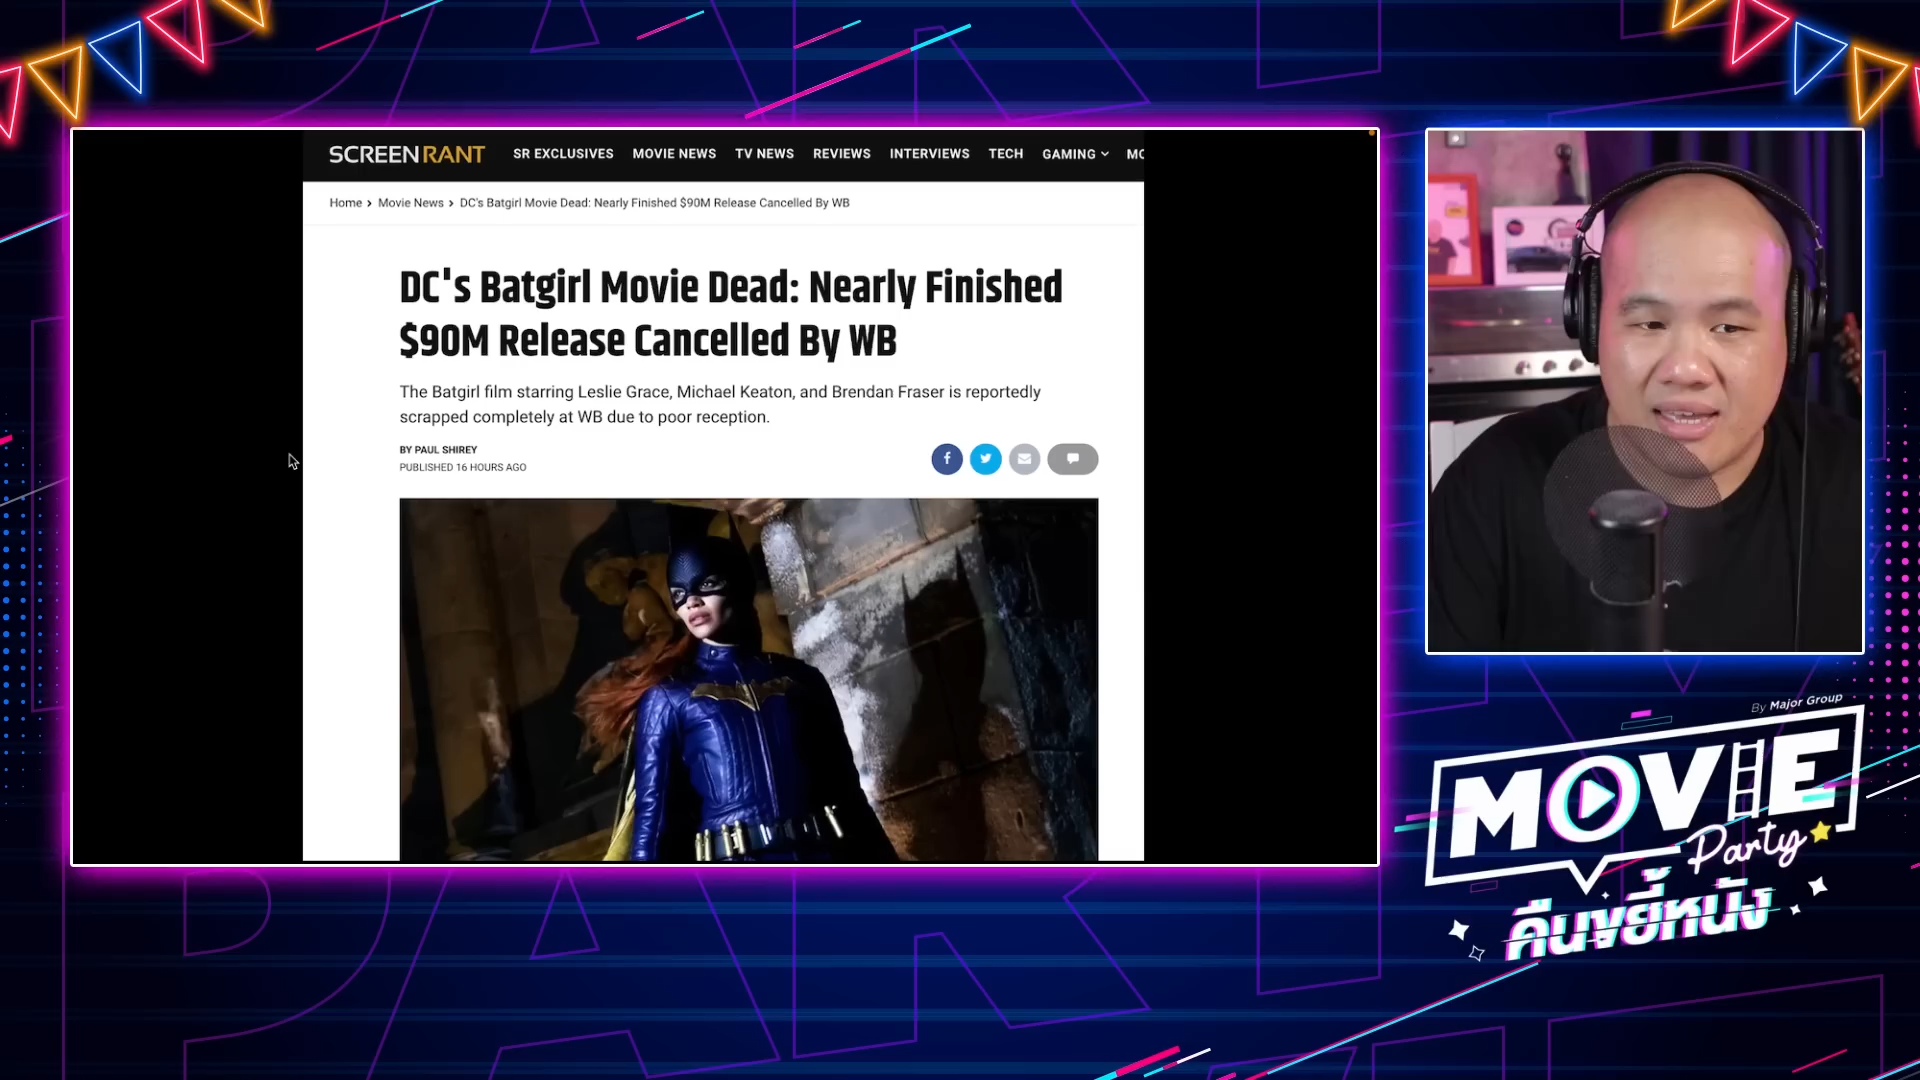 SCREENRANT SR EXCLUSIVES MOVIE NEWS TV NEWS REVIEWS INTERVIEWS TECH GAMING MO
Home > Movie News > DC's Batgirl Movie Dead: Nearly Finished $90M Release Cancelled By WB
DC's Batgirl Movie Dead: Nearly Finished
$90M Release Cancelled By WB
The Batgirl film starring Leslie Grace, Michael Keaton, and Brendan Fraser is reportedly
scrapped completely at WB due to poor reception.
BY PAUL SHIREY
PUBLISHED 16 HOURS AGO
By Major Group
MOVIE
Party
คืนขยี้หนัง